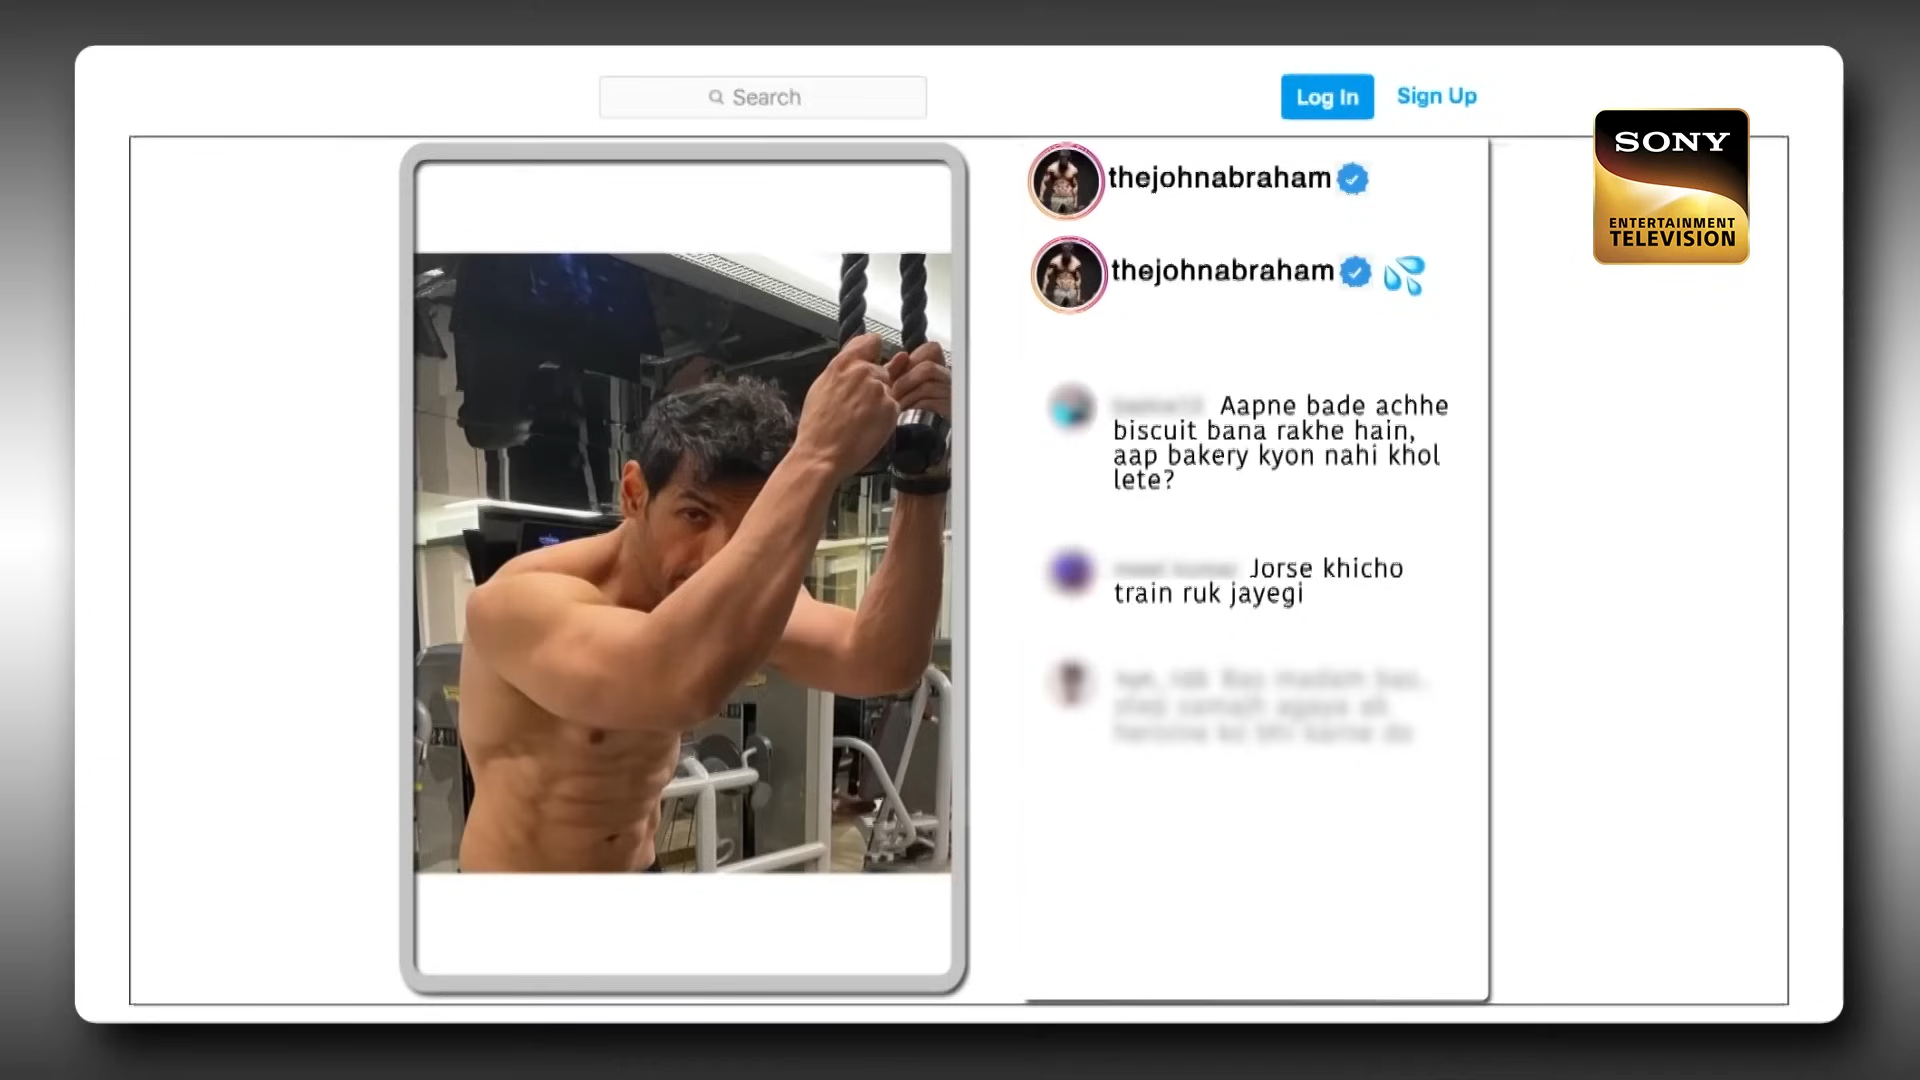 Search
Log In
Sign Up
SONY
ENTERTAINMENT
TELEVISION
thejohnabraham
thejohnabraham 💦
Aapne bade achhe
biscuit bana rakhe hain,
aap bakery kyon nahi khol
lete?
Jorse khicho
train ruk jayegi